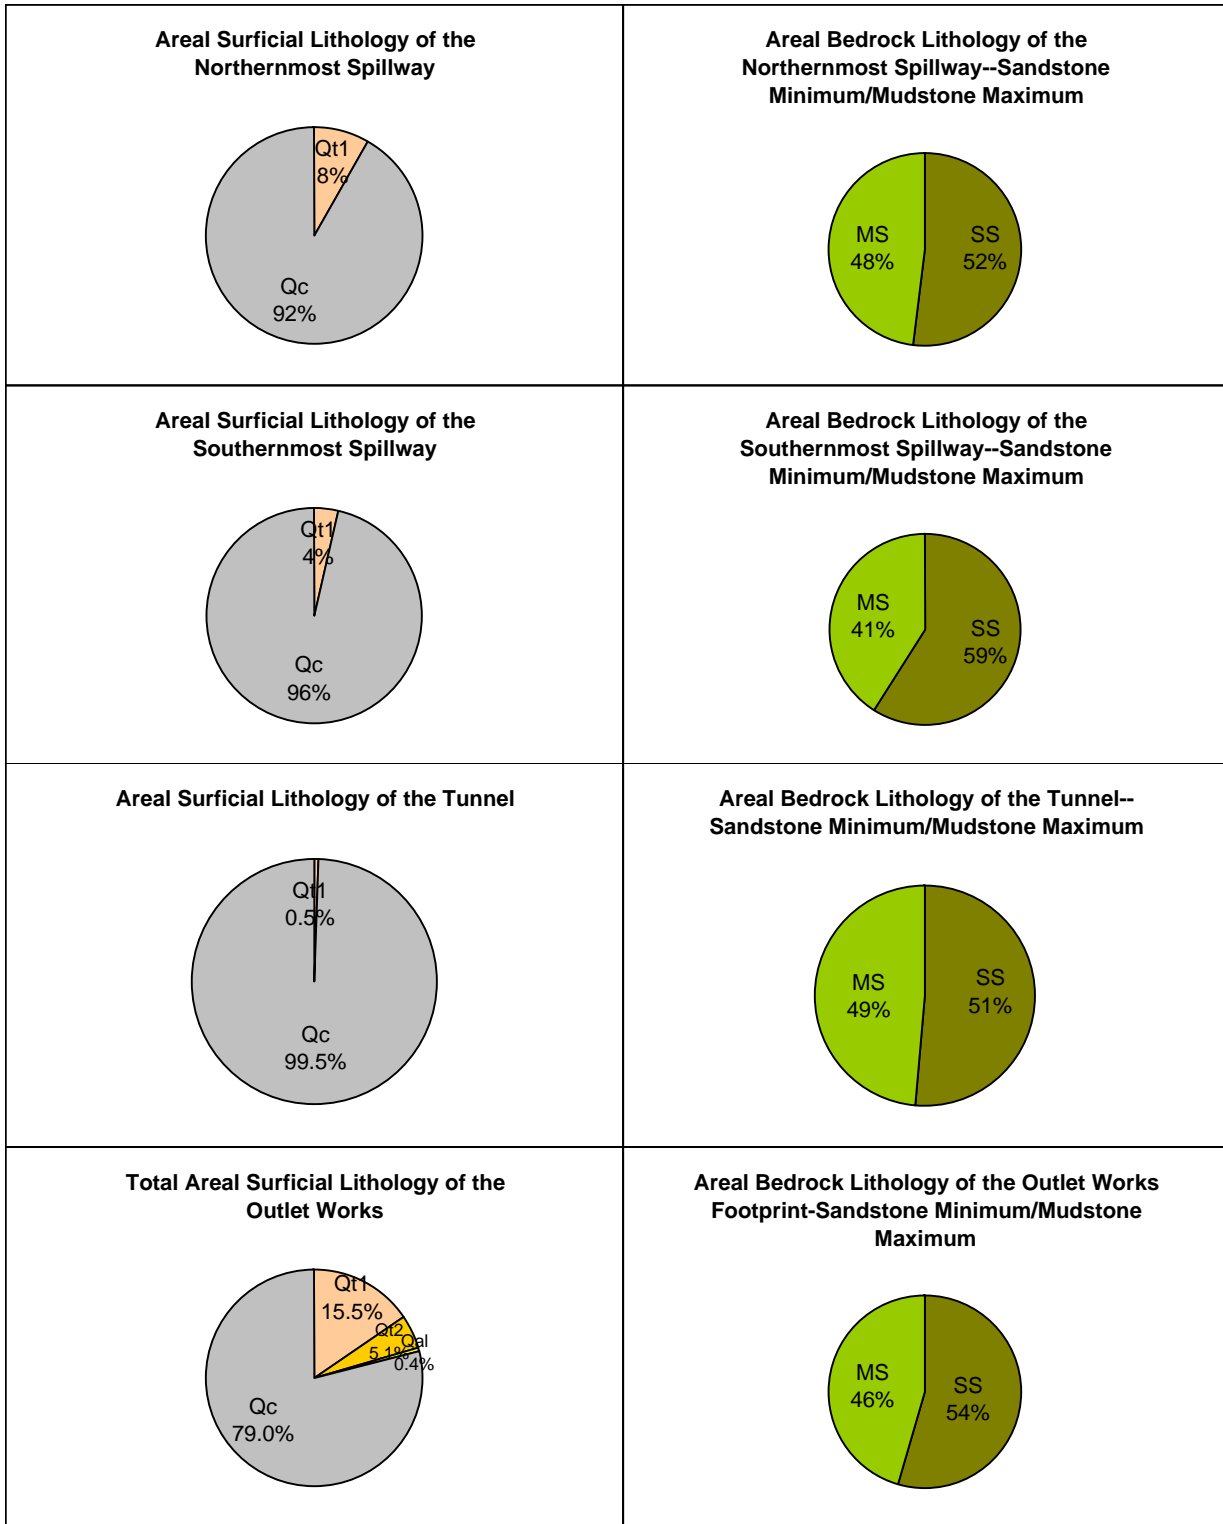 Areal Surficial Lithology of the
Northernmost Spillway
Qt1
8%
Qc
92%
Areal Bedrock Lithology of the
Northernmost Spillway--Sandstone
Minimum/Mudstone Maximum
MS
48%
SS
52%
Areal Surficial Lithology of the
Southernmost Spillway
Qt1
4%
Qc
96%
Areal Bedrock Lithology of the
Southernmost Spillway--Sandstone
Minimum/Mudstone Maximum
MS
41%
SS
59%
Areal Surficial Lithology of the Tunnel
Qt1
0.5%
Qc
99.5%
Areal Bedrock Lithology of the Tunnel--
Sandstone Minimum/Mudstone Maximum
MS
49%
SS
51%
Total Areal Surficial Lithology of the
Outlet Works
Qt1
15.5%
Qt2
5.1%
Qal
0.4%
Qc
79.0%
Areal Bedrock Lithology of the Outlet Works
Footprint-Sandstone Minimum/Mudstone
Maximum
MS
46%
SS
54%